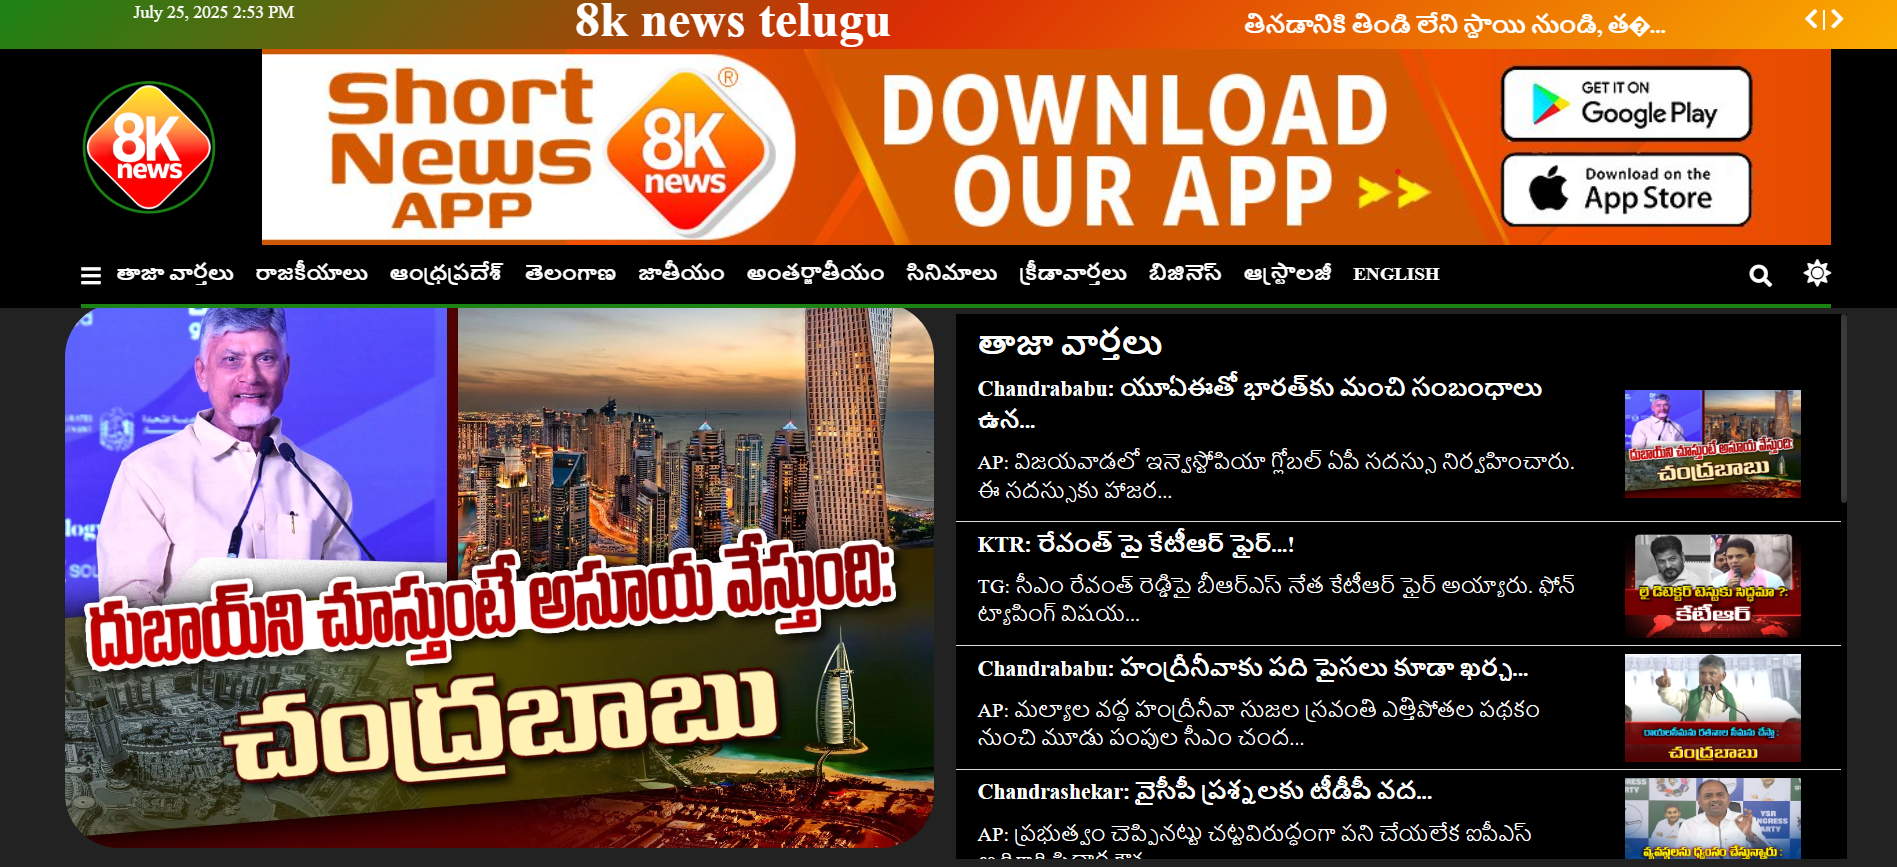 July 25, 2025 2:53 PM
8k news telugu
తినడానికి తిండి లేని స్థాయి నుండి, త�...
8K
news
Short
News
APP
8K
news
®
DOWNLOAD
OUR APP >>
GET IT ON
Google Play
Download on the
App Store
తాజా వార్తలు రాజకీయాలు ఆంధ్రప్రదేశ్ తెలంగాణ జాతీయం అంతర్జాతీయం సినిమాలు క్రీడావార్తలు బిజినెస్ ఆస్ట్రాలజీ ENGLISH
దుబాయ్‌ని చూస్తుంటే అసూయ వేస్తుంది:
చంద్రబాబు
తాజా వార్తలు
Chandrababu: యూఏఈతో భారత్‌కు మంచి సంబంధాలు
ఉన...
AP: విజయవాడలో ఇన్వెస్టోపియా గ్లోబల్ ఏపీ సదస్సు నిర్వహించారు.
ఈ సదస్సుకు హాజర...
దుబాయ్‌ని చూస్తుంటే అసూయ వేస్తుంది:
చంద్రబాబు
KTR: రేవంత్ పై కేటీఆర్ ఫైర్...!
TG: సీఎం రేవంత్ రెడ్డిపై బీఆర్ఎస్ నేత కేటీఆర్ ఫైర్ అయ్యారు. ఫోన్
ట్యాపింగ్ విషయ...
లై డిటెక్టర్ టెస్టుకు సిద్ధమా ?:
కేటీఆర్
Chandrababu: హంద్రీనీవాకు పది పైసలు కూడా ఖర్చ...
AP: మల్యాల వద్ద హంద్రీనీవా సుజల స్రవంతి ఎత్తిపోతల పథకం
నుంచి మూడు పంపుల సీఎం చంద...
రాయలసీమను రతనాల సీమను చేస్తా :
చంద్రబాబు
Chandrashekar: వైసీపీ ప్రశ్నలకు టీడీపీ వద...
AP: ప్రభుత్వం చెప్పినట్టు చట్టవిరుద్ధంగా పని చేయలేక ఐపీఎస్
YSR
CONGRESS
PARTY
వ్యవస్థలను ధ్వంసం చేస్తున్నారు :